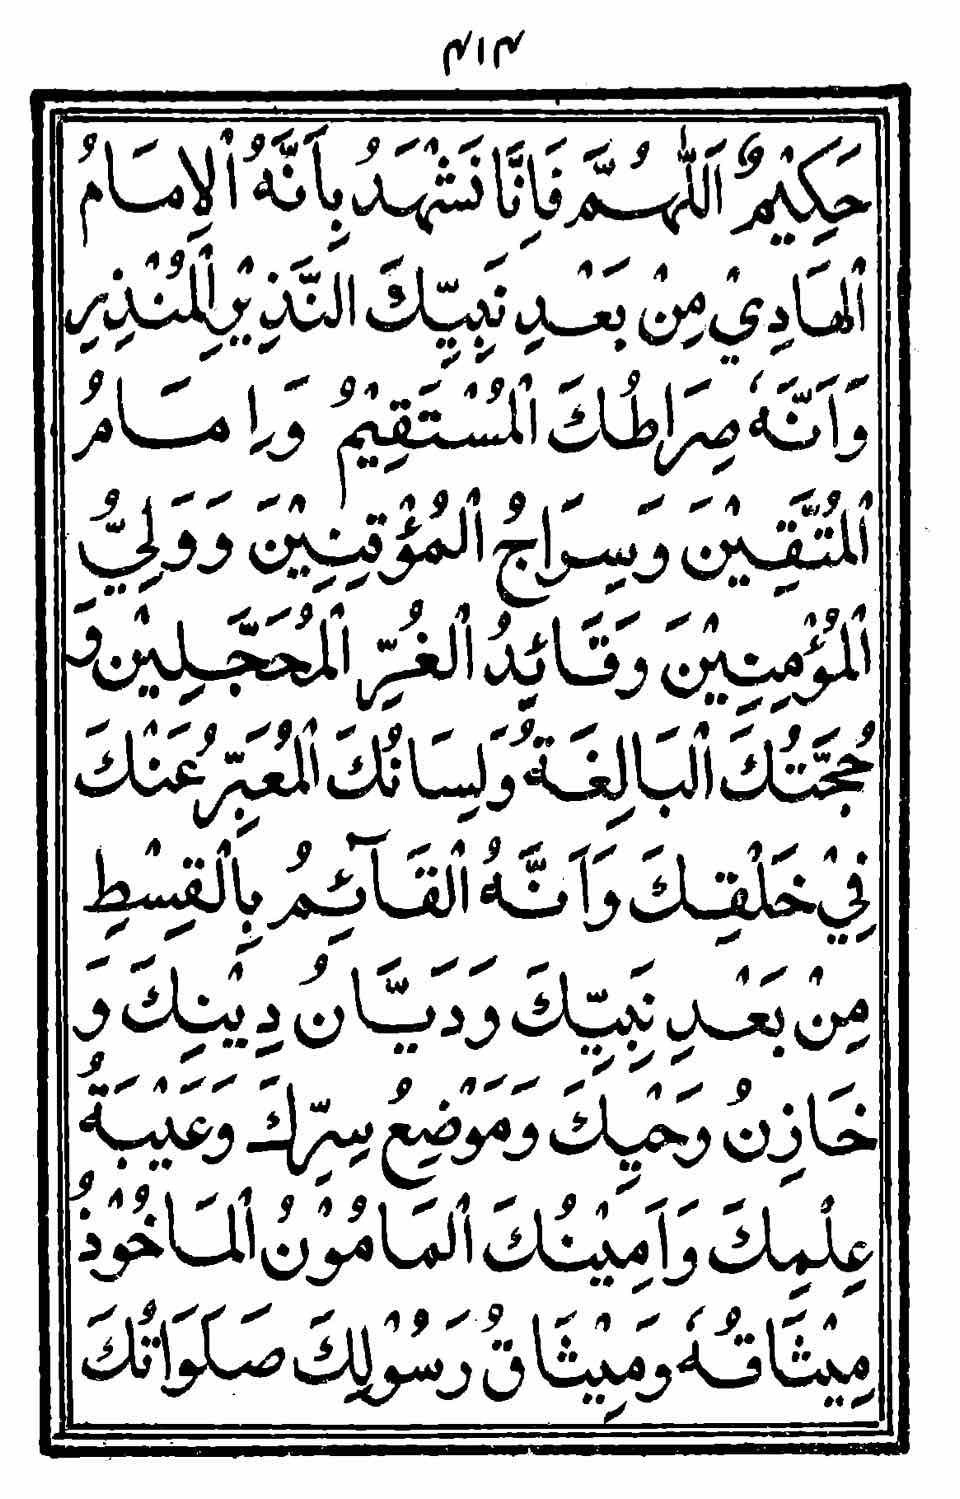 ۴۱۴
حَكِيْمٌ اَللّٰهُمَّ فَاِنَّا نَشْهَدُ بِاَنَّهُ الْاِمَامُ
الْهَادِيْ مِنْ بَعْدِ نَبِيِّكَ النَّذِيْرِ الْمُنْذِرِ
وَاَنَّهٗ صِرَاطُكَ الْمُسْتَقِيْمُ وَاِمَامُ
الْمُتَّقِيْنَ وَسِرَاجُ الْمُؤْقِنِيْنَ وَوَلِيُّ
الْمُؤْمِنِيْنَ وَقَائِدُ الْغُرِّ الْمُحَجَّلِيْنَ وَ
حُجَّتُكَ الْبَالِغَةُ وَلِسَانُكَ الْمُعَبِّرُ عَنْكَ
فِيْ خَلْقِكَ وَاَنَّهُ الْقَآئِمُ بِالْقِسْطِ
مِنْ بَعْدِ نَبِيِّكَ وَدَيَّانُ دِيْنِكَ وَ
خَازِنُ وَحْيِكَ وَمَوْضِعُ سِرِّكَ وَعَيْبَةُ
عِلْمِكَ وَاَمِيْنُكَ الْمَامُوْنُ الْمَاْخُوْذُ
مِيْثَاقُهٗ وَمِيْثَاقُ رَسُوْلِكَ صَلَوَاتُكَ